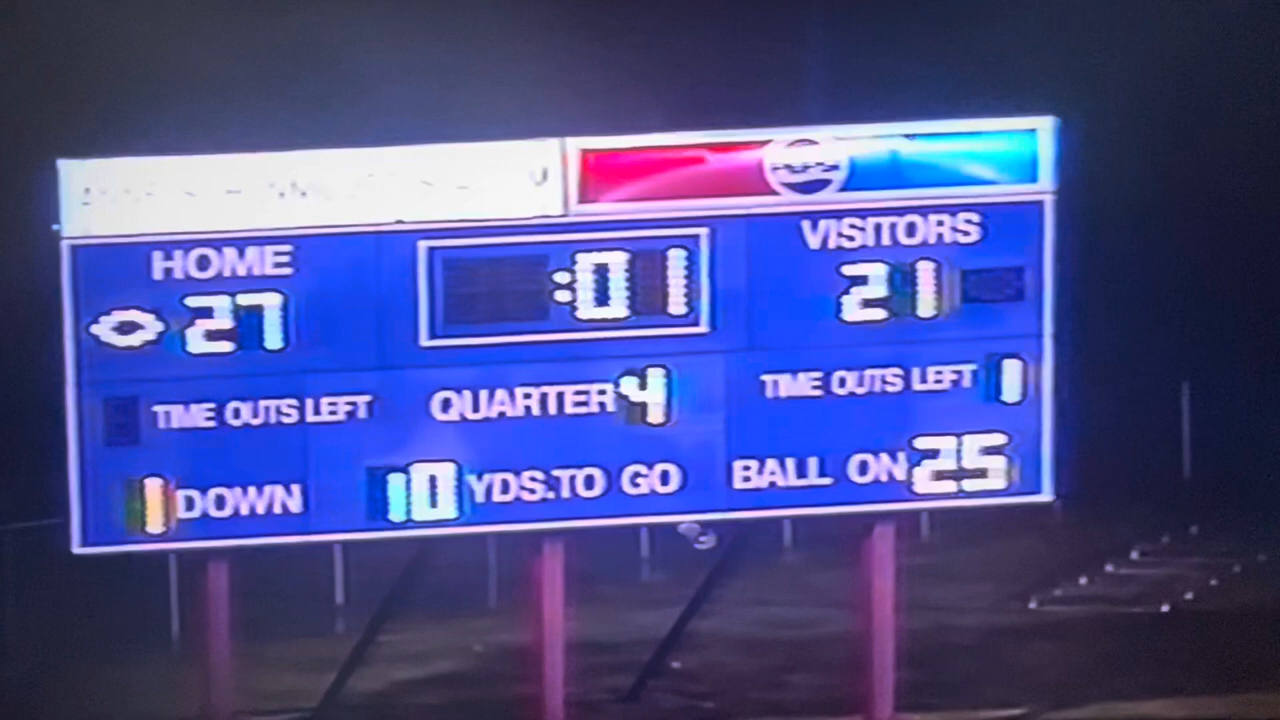 PEPSI
HOME :01 VISITORS
27 21
TIME OUTS LEFT QUARTER 4 TIME OUTS LEFT 1
1 DOWN 10 YDS.TO GO BALL ON 25